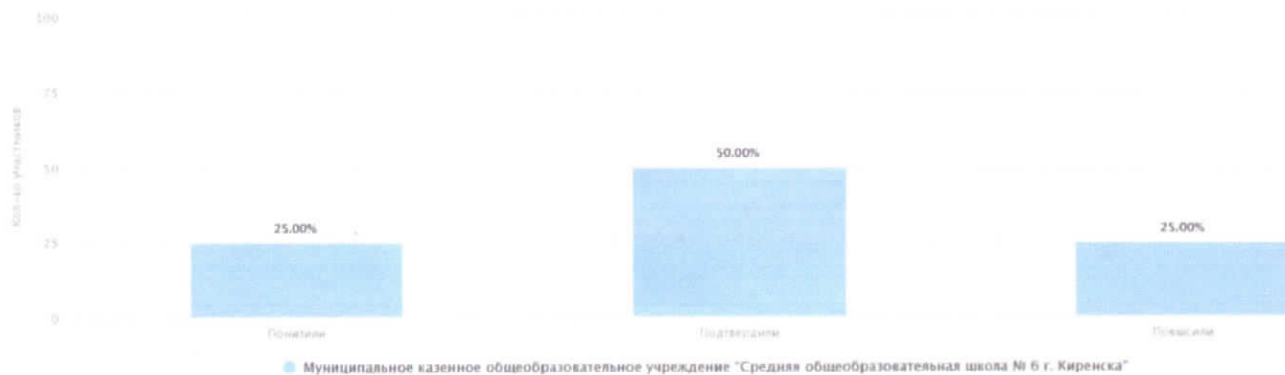 100
75
50
25
0
Кол-во участников
25.00%
50.00%
25.00%
Понизили
Подтвердили
Повысили
Муниципальное казенное общеобразовательное учреждение "Средняя общеобразовательная школа № 6 г. Киренска"